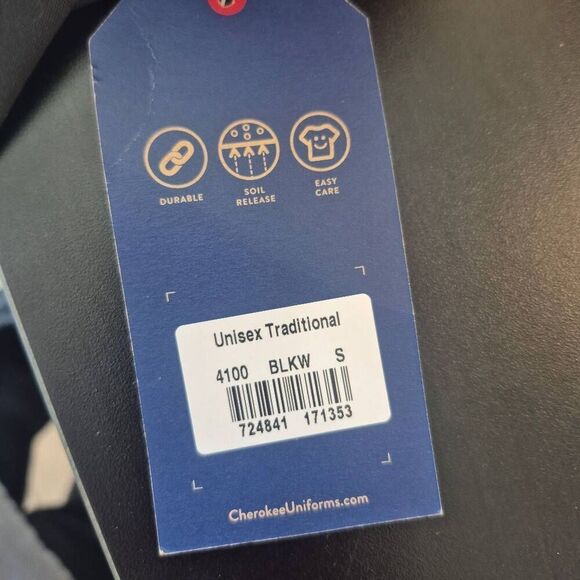 DURABLE
SOIL
RELEASE
EASY
CARE
Unisex Traditional
4100 BLKW S
724841 171353
CherokeeUniforms.com